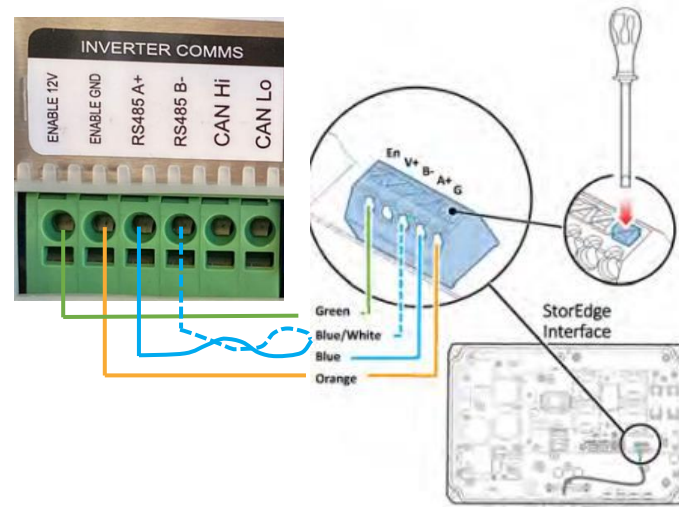 INVERTER COMMS
ENABLE 12V
ENABLE GND
RS485 A+
RS485 B-
CAN Hi
CAN Lo
En
V+
B-
A+
G
Green
Blue/White
Blue
Orange
StorEdge
Interface